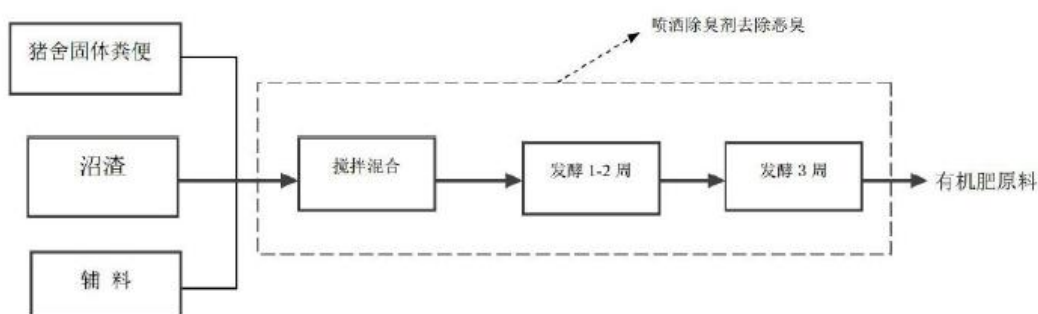 喷洒除臭剂去除恶臭
猪舍固体粪便
沼渣
搅拌混合
发酵 1-2 周
发酵 3 周
有机肥原料
辅 料